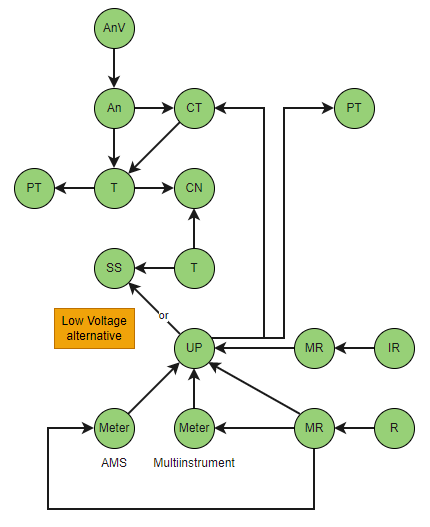 AnV
An
CT
PT
PT
T
CN
SS
T
or
Low Voltage
alternative
UP
MR
IR
Meter
Meter
MR
R
AMS
Multiinstrument